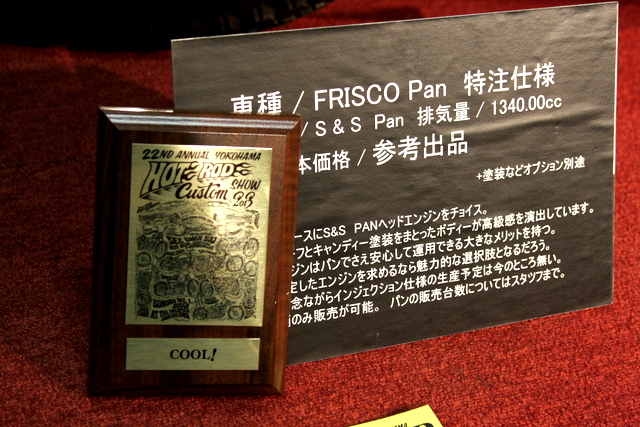 車種 / FRISCO Pan 特注仕様
/ S & S Pan 排気量 / 1340.00cc
本価格 / 参考出品
+塗装などオプション別途
ースにS&S PANヘッドエンジンをチョイス。
フとキャンディー塗装をまとったボディーが高級感を演出しています。
ジンはパンでさえ安心して運用できる大きなメリットを持つ。
定したエンジンを求めるなら魅力的な選択肢となるだろう。
念ながらインジェクション仕様の生産予定は今のところ無い。
のみ販売が可能。 パンの販売台数についてはスタッフまで。
22ND ANNUAL YOKOHAMA
HOT ROD
Custom SHOW
2013
COOL!